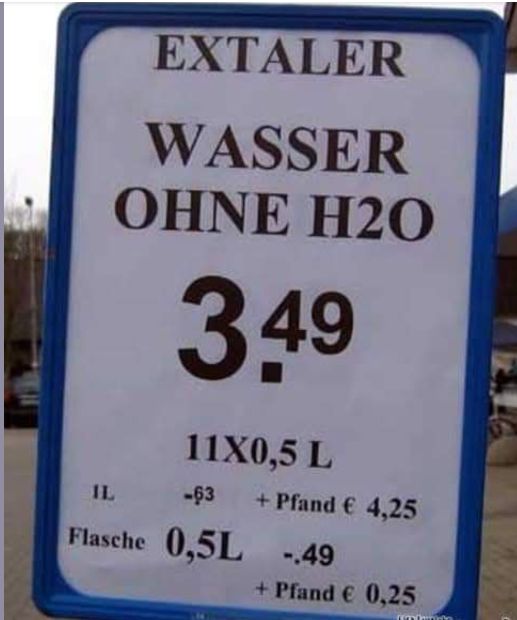 EXTALER
WASSER
OHNE H2O
3.49
11X0,5 L
1L -,63 + Pfand € 4,25
Flasche 0,5L -.49
+ Pfand € 0,25